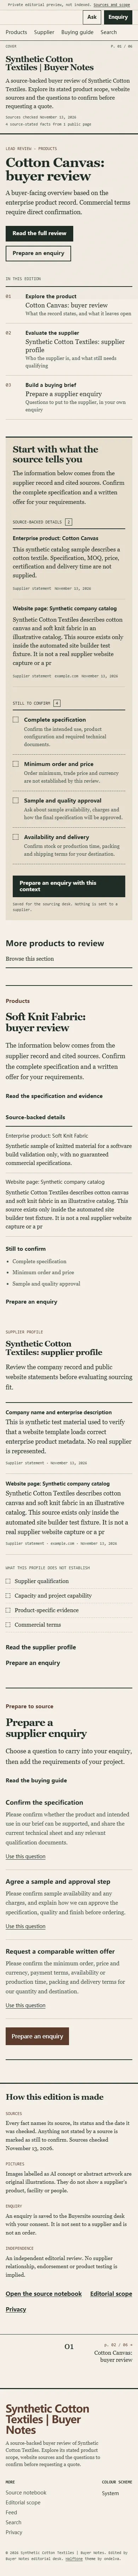 Private editorial preview, not indexed. Sources and scope
Ask
Enquiry
COVER
P. 01 / 06
Synthetic Cotton
Textiles | Buyer Notes
A source-backed buyer review of Synthetic Cotton
Textiles. Explore its stated product scope, website
sources and the questions to confirm before
requesting a quote.
Sources checked November 13, 2026
Products
Supplier
Buying guide
Search
LEAD REVIEW · PRODUCTS
Cotton Canvas:
buyer review
A buyer-facing overview based on the
enterprise product record. Commercial terms
require direct confirmation.
Read the full review
Prepare an enquiry
IN THIS EDITION
01
Explore the product
Cotton Canvas: buyer review
What the record states, and what it leaves open
02
Evaluate the supplier
Synthetic Cotton Textiles: supplier
profile
Who the supplier is, and what still needs
qualifying
03
Build a buying brief
Prepare a supplier enquiry
Questions to put to the supplier, in your own
enquiry
Start with what the
source tells you
The information below comes from the
supplier record and cited sources. Confirm
the complete specification and a written
offer for your requirements.
SOURCE-BACKED DETAILS 2
Enterprise product: Cotton Canvas
This synthetic catalog sample describes a
cotton textile. Specification, MOQ, price,
certification and delivery time are not
supplied.
Supplier statement November 13, 2026
Website page: Synthetic company catalog
Synthetic Cotton Textiles describes cotton
canvas and soft knit fabric in an illustrative
catalog. This source exists only inside
the automated site builder test
fixture. It is not a real supplier website
capture or a pr
Supplier statement example.com November 13, 2026
STILL TO CONFIRM 4
Complete specification
Confirm the intended use, product
configuration and required technical
documents.
Minimum order and price
Order minimum, trade price and currency
are not established by this review.
Sample and quality approval
Ask about sample availability, charges and
how the final specification will be approved.
Availability and delivery
Confirm stock or production time, packing
and shipping terms for your destination.
Prepare an enquiry with this
context
Saved for the sourcing desk. Nothing is sent to a
supplier.
More products to review
Browse this section
Products
Soft Knit Fabric:
buyer review
The information below comes from the
supplier record and cited sources. Confirm
the complete specification and a written
offer for your requirements.
Read the specification and evidence
Source-backed details
Enterprise product: Soft Knit Fabric
Synthetic sample of knitted material for a software
build validation only, with no guaranteed
commercial specifications.
Website page: Synthetic company catalog
Synthetic Cotton Textiles describes cotton canvas
and soft knit fabric in an illustrative catalog. This
source exists only inside the automated site builder
test fixture. It is not a real supplier website
capture or a pr
Still to confirm
Complete specification
Minimum order and price
Sample and quality approval
Prepare an enquiry
SUPPLIER PROFILE
Synthetic Cotton
Textiles: supplier profile
Review the company record and public
website statements before evaluating sourcing
fit.
Company name and enterprise description
This is synthetic test material used to verify
that a website template loads correct
enterprise portal metadata. No real supplier
is represented.
Supplier statement · November 13, 2026
Website page: Synthetic company catalog
Synthetic Cotton Textiles describes cotton
canvas and soft knit fabric in an illustrative
catalog. This source exists only inside the
automated site builder test fixture. It is not a
real supplier website capture or a pr
Supplier statement · example.com · November 13, 2026
WHAT THIS PROFILE DOES NOT ESTABLISH
Supplier qualification
Capacity and project capability
Product-specific evidence
Commercial terms
Read the supplier profile
Prepare an enquiry
Prepare to source
Prepare a
supplier enquiry
Choose a question to carry into your enquiry,
then add the requirements of your project.
Read the buying guide
Confirm the specification
Please confirm whether the product and intended
use in our brief can be supported, and share the
current technical sheet and any relevant
qualification documents.
Use this question
Agree a sample and approval step
Please confirm sample availability and any
charges, and explain how we can approve the
specification, quality and finish before ordering.
Use this question
Request a comparable written offer
Please confirm the minimum order, price and
currency, payment terms, availability or
production time, packing and delivery terms for
our quantity and destination.
Use this question
Prepare an enquiry
How this edition is made
SOURCES
Every fact names its source, its status and the date it
was checked. Anything not stated by a source is
marked as still to confirm. Sources checked
November 13, 2026.
PICTURES
Images labelled as AI concept or abstract artwork are
original illustrations. They do not show a supplier's
product, facility or people.
ENQUIRY
An enquiry is saved to the Buyersite sourcing desk
with your consent. It is not sent to a supplier and is
not an order.
INDEPENDENCE
An independent editorial review. No supplier
relationship, endorsement or product testing is
implied.
Open the source notebook
Editorial scope
Privacy
01
p. 02 / 06 →
Cotton Canvas:
buyer review
Synthetic Cotton
Textiles | Buyer
Notes
A source-backed buyer review of Synthetic
Cotton Textiles. Explore its stated product
scope, website sources and the questions to
confirm before requesting a quote.
MORE
Source notebook
Editorial scope
Feed
Search
Privacy
COLOUR SCHEME
System
© 2026 Synthetic Cotton Textiles | Buyer Notes. Edited by